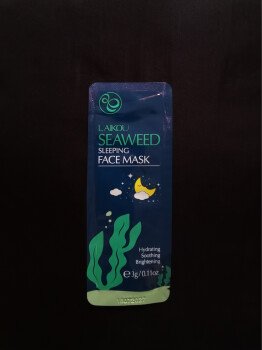 LAIKOU
SEAWEED
SLEEPING
FACE MASK
Hydrating
Soothing
Brightening
℮ 3g / 0.11oz